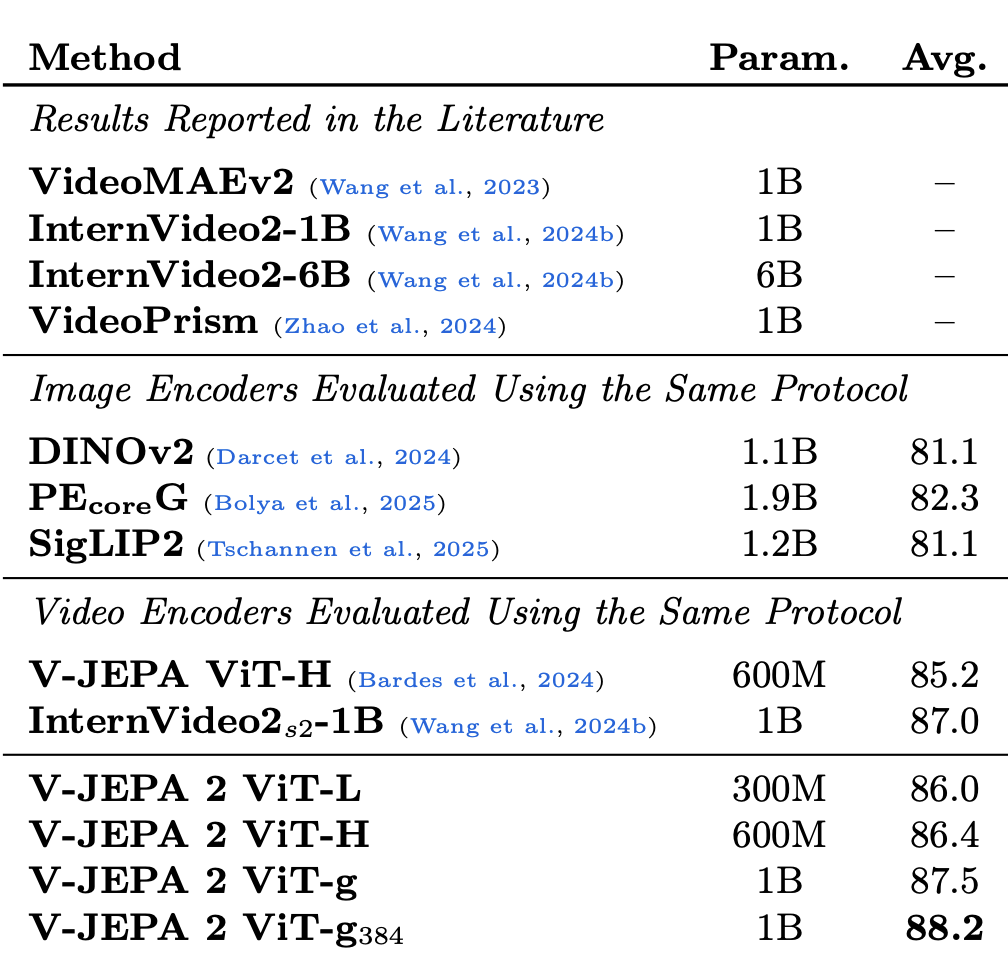 Method Param. Avg.
Results Reported in the Literature
VideoMAEv2 (Wang et al., 2023) 1B –
InternVideo2-1B (Wang et al., 2024b) 1B –
InternVideo2-6B (Wang et al., 2024b) 6B –
VideoPrism (Zhao et al., 2024) 1B –
Image Encoders Evaluated Using the Same Protocol
DINOv2 (Darcet et al., 2024) 1.1B 81.1
PEcoreG (Bolya et al., 2025) 1.9B 82.3
SigLIP2 (Tschannen et al., 2025) 1.2B 81.1
Video Encoders Evaluated Using the Same Protocol
V-JEPA ViT-H (Bardes et al., 2024) 600M 85.2
InternVideo2s2-1B (Wang et al., 2024b) 1B 87.0
V-JEPA 2 ViT-L 300M 86.0
V-JEPA 2 ViT-H 600M 86.4
V-JEPA 2 ViT-g 1B 87.5
V-JEPA 2 ViT-g384 1B 88.2